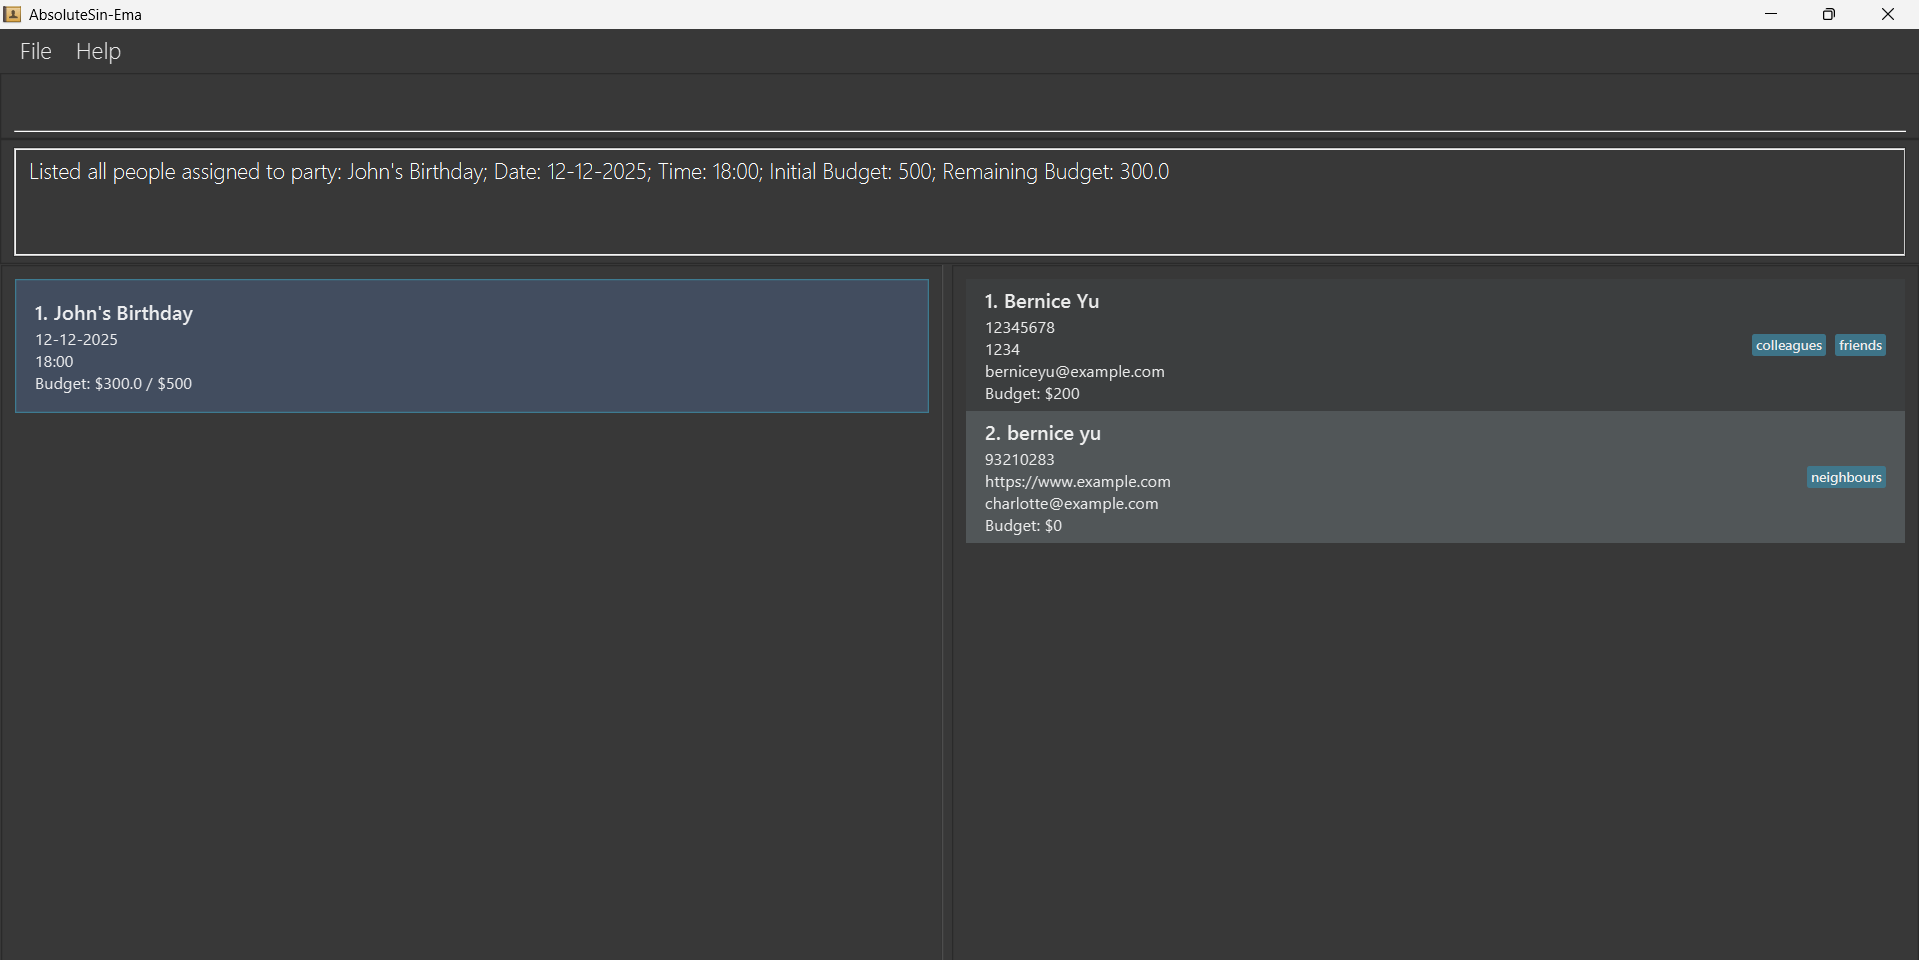 AbsoluteSin-Ema
File Help
Listed all people assigned to party: John's Birthday; Date: 12-12-2025; Time: 18:00; Initial Budget: 500; Remaining Budget: 300.0
1. John's Birthday
12-12-2025
18:00
Budget: $300.0 / $500
1. Bernice Yu
12345678
1234
berniceyu@example.com
Budget: $200
colleagues friends
2. bernice yu
93210283
https://www.example.com
charlotte@example.com
Budget: $0
neighbours